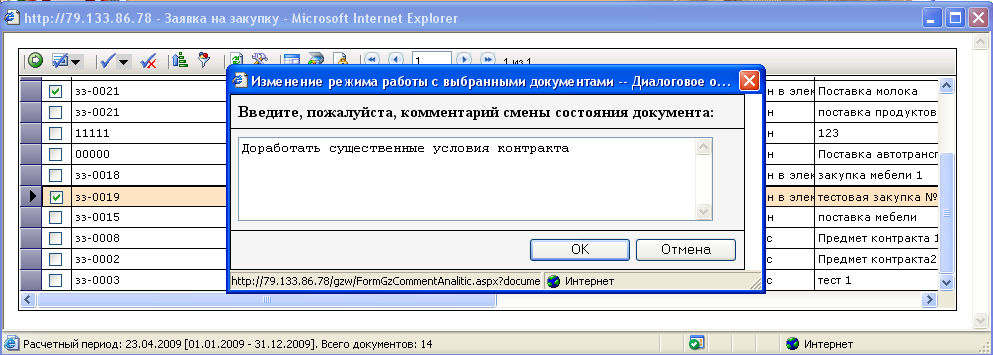 http://79.133.86.78 - Заявка на закупку - Microsoft Internet Explorer
1
1 из 1
Изменение режима работы с выбранными документами -- Диалоговое о...
Введите, пожалуйста, комментарий смены состояния документа:
Доработать существенные условия контракта
OK Отмена
http://79.133.86.78/gzw/FormGzCommentAnalitic.aspx?docume Интернет
зз-0021 н в элек Поставка молока
зз-0021 н поставка продуктов
11111 н 123
00000 н Поставка автотрансп
зз-0018 н в элек закупка мебели 1
зз-0019 н в элек тестовая закупка №
зз-0015 н поставка мебели
зз-0008 с Предмет контракта 1
зз-0002 с Предмет контракта2
зз-0003 с тест 1
Расчетный период: 23.04.2009 [01.01.2009 - 31.12.2009]. Всего документов: 14 Интернет